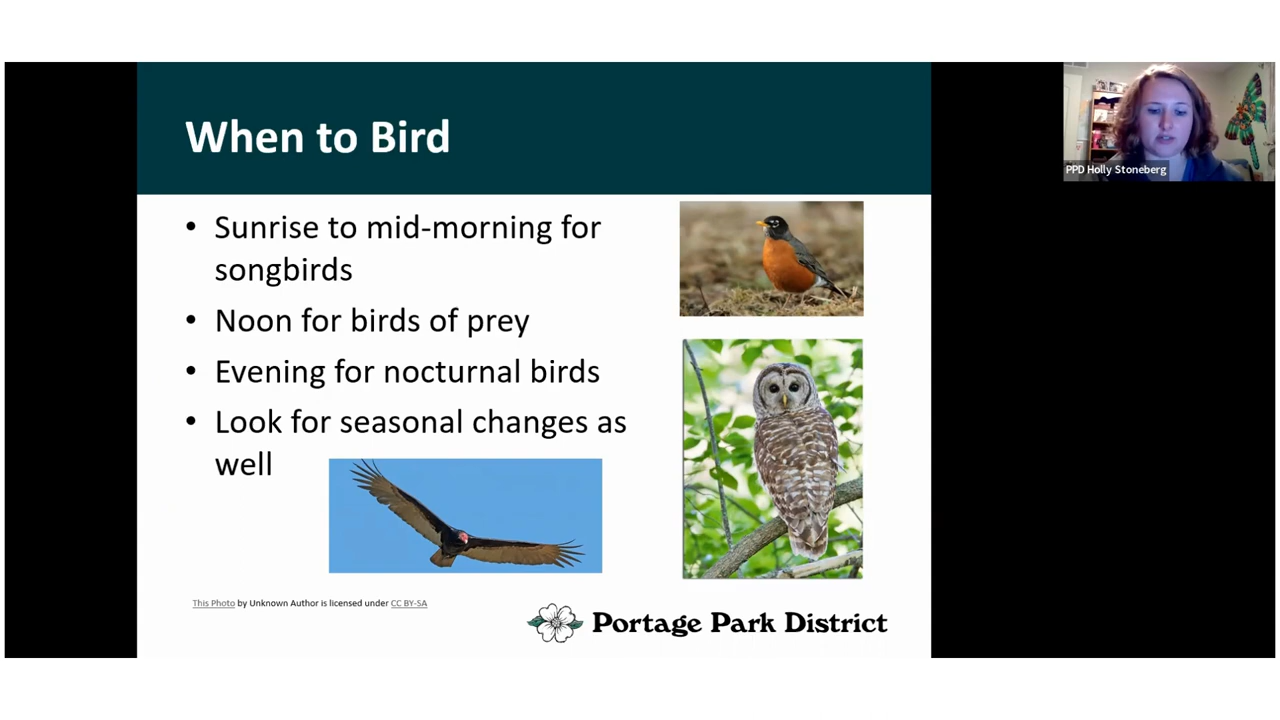 When to Bird
• Sunrise to mid-morning for
songbirds
• Noon for birds of prey
• Evening for nocturnal birds
• Look for seasonal changes as
well
This Photo by Unknown Author is licensed under CC BY-SA
Portage Park District
PPD Holly Stoneberg